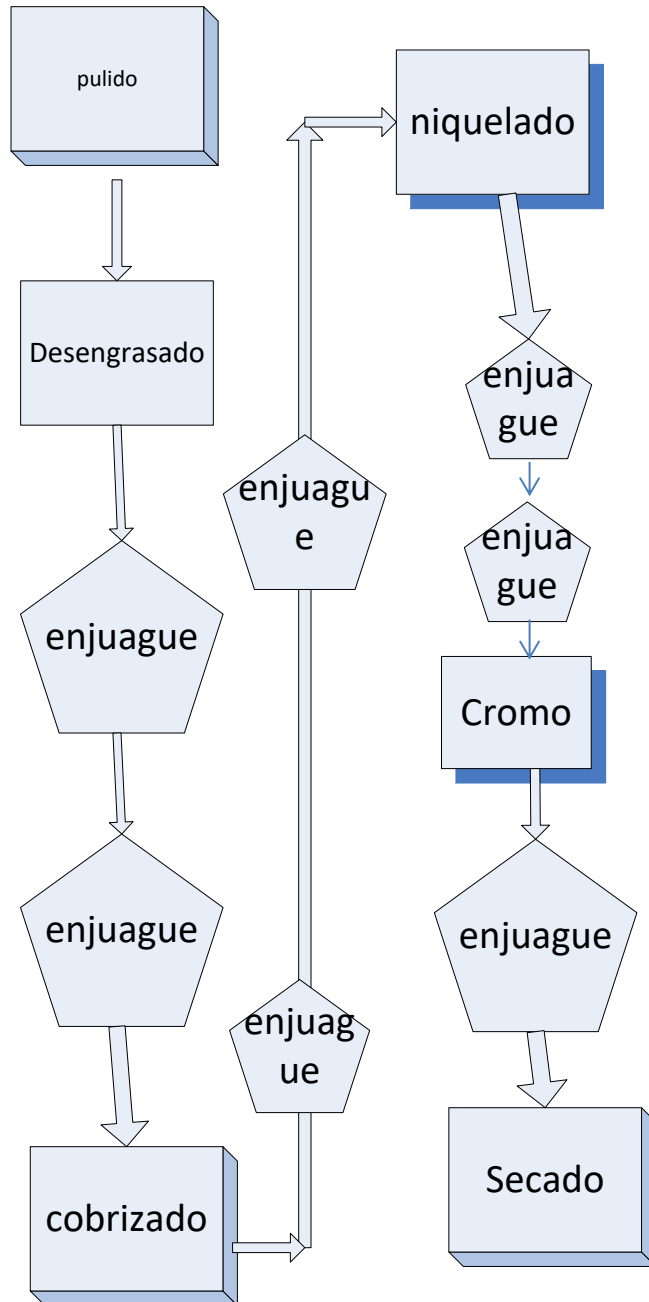 pulido
Desengrasado
enjuague
enjuague
cobrizado
enjuag
ue
enjuagu
e
niquelado
enjua
gue
enjua
gue
Cromo
enjuague
Secado